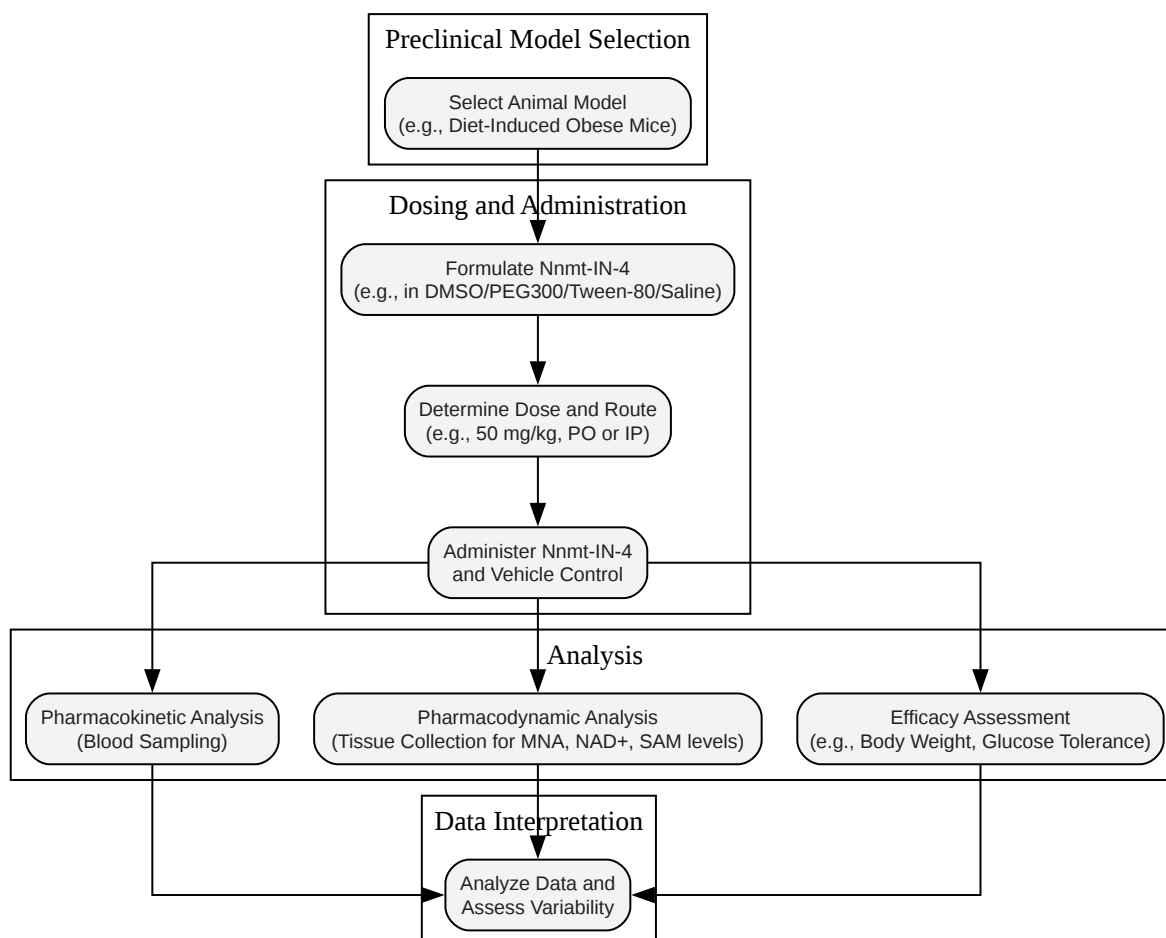 Preclinical Model Selection
Select Animal Model
(e.g., Diet-Induced Obese Mice)
Dosing and Administration
Formulate Nnmt-IN-4
(e.g., in DMSO/PEG300/Tween-80/Saline)
Determine Dose and Route
(e.g., 50 mg/kg, PO or IP)
Administer Nnmt-IN-4
and Vehicle Control
Analysis
Pharmacokinetic Analysis
(Blood Sampling)
Pharmacodynamic Analysis
(Tissue Collection for MNA, NAD+, SAM levels)
Efficacy Assessment
(e.g., Body Weight, Glucose Tolerance)
Data Interpretation
Analyze Data and
Assess Variability